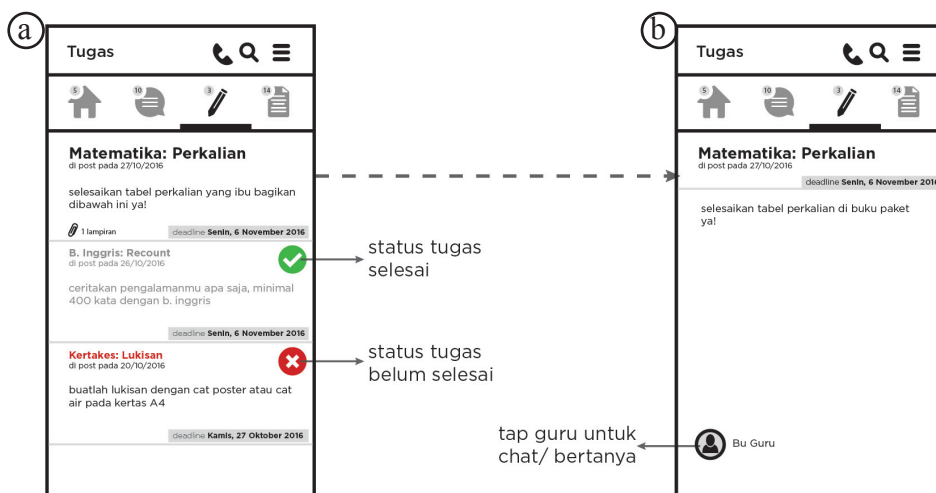 a
Tugas
5 10 3 14
Matematika: Perkalian
di post pada 27/10/2016
selesaikan tabel perkalian yang ibu bagikan
dibawah ini ya!
1 lampiran
deadline Senin, 6 November 2016
B. Inggris: Recount
di post pada 26/10/2016
ceritakan pengalamanmu apa saja, minimal
400 kata dengan b. inggris
deadline Senin, 6 November 2016
Kertakes: Lukisan
di post pada 20/10/2016
buatlah lukisan dengan cat poster atau cat
air pada kertas A4
deadline Kamis, 27 Oktober 2016
status tugas
selesai
status tugas
belum selesai
tap guru untuk
chat/ bertanya
b
Tugas
5 10 3 14
Matematika: Perkalian
di post pada 27/10/2016
deadline Senin, 6 November 2016
selesaikan tabel perkalian di buku paket
ya!
Bu Guru